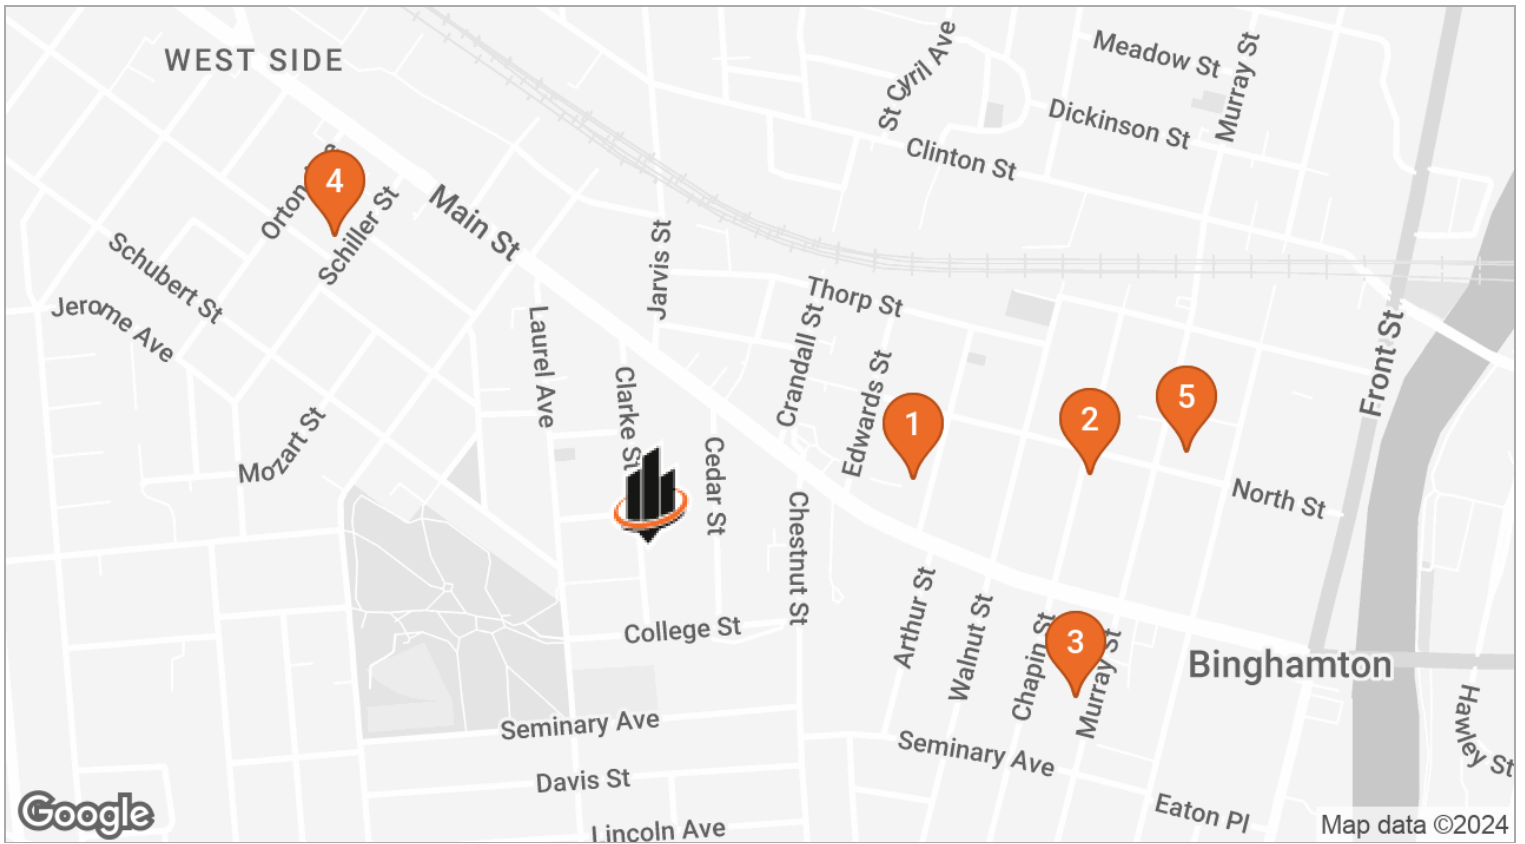 WEST SIDE
St Cyril Ave
Meadow St
Murray St
Dickinson St
Clinton St
4
Orton
Schiller St
Main St
Schubert St
Jerome Ave
Jarvis St
Thorp St
Laurel Ave
Crandall St
Front St
Edwards St
Clarke St
1
2
5
Mozart St
Cedar St
North St
Chestnut St
Arthur St
Walnut St
Chapin St
3
Murray St
College St
Binghamton
Hawley St
Seminary Ave
Seminary Ave
Davis St
Eaton Pl
Lincoln Ave
Google
Map data ©2024